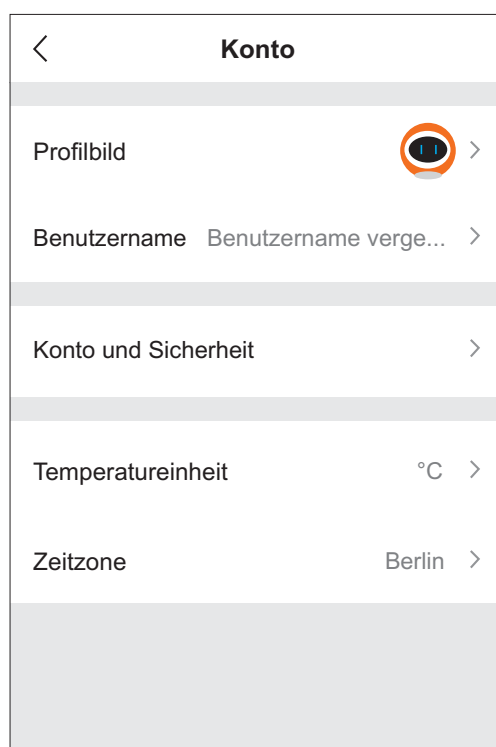 Konto
Profilbild
Benutzername Benutzername verge...
Konto und Sicherheit
Temperatureinheit °C
Zeitzone Berlin